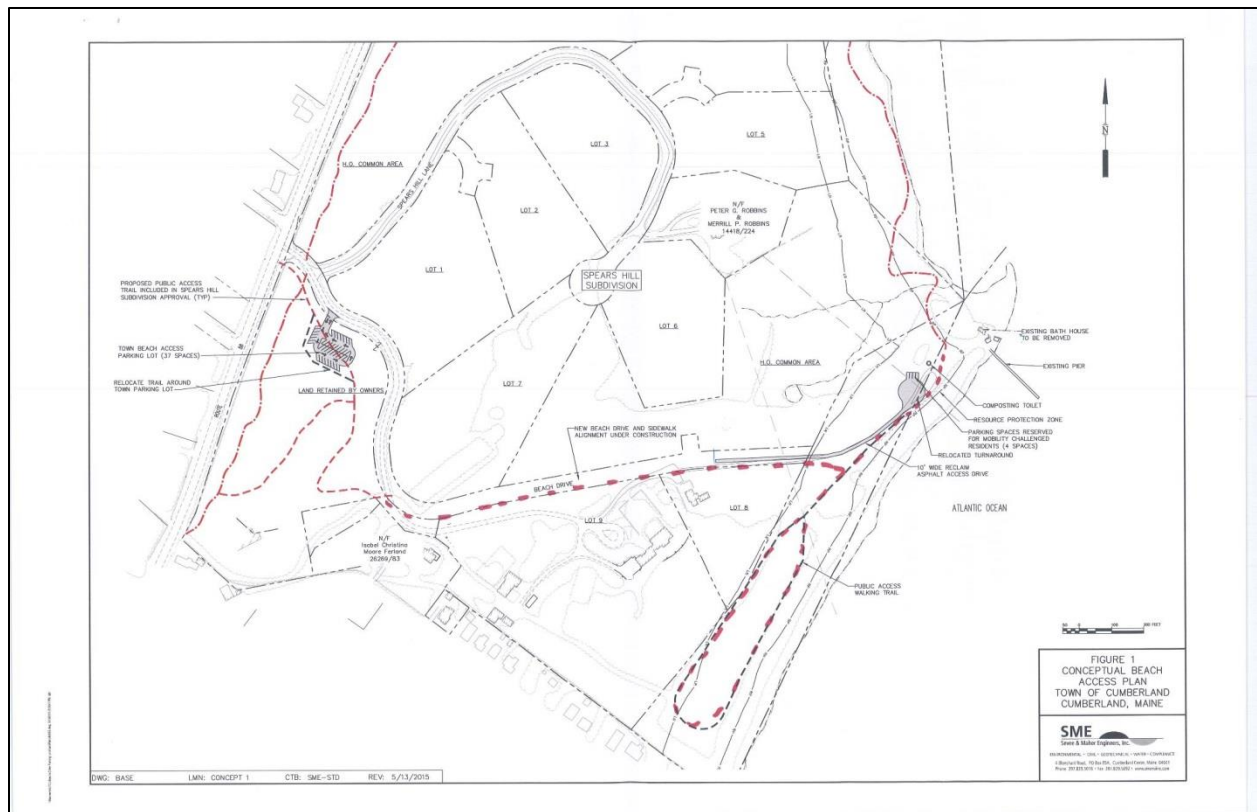 LOT 5
LOT 3
H.O. COMMON AREA
SPEARS HILL LANE
LOT 2
N/F
PETER G. ROBBINS
&
MERRILL P. ROBBINS
14418/224
LOT 1
SPEARS HILL
SUBDIVISION
PROPOSED PUBLIC ACCESS
TRAIL INCLUDED IN SPEARS HILL
SUBDIVISION APPROVAL (TYP)
LOT 6
EXISTING BATH HOUSE
TO BE REMOVED
TOWN BEACH ACCESS
PARKING LOT (37 SPACES)
H.O. COMMON AREA
EXISTING PIER
RELOCATE TRAIL AROUND
TOWN PARKING LOT
LAND RETAINED BY OWNERS
LOT 7
COMPOSTING TOILET
RESOURCE PROTECTION ZONE
PARKING SPACES RESERVED
FOR MOBILITY CHALLENGED
RESIDENTS (4 SPACES)
RELOCATED TURNAROUND
NEW BEACH DRIVE AND SIDEWALK
ALIGNMENT UNDER CONSTRUCTION
10' WIDE RECLAIM
ASPHALT ACCESS DRIVE
BEACH DRIVE
LOT 8
ATLANTIC OCEAN
LOT 9
N/F
Isabel Christina
Moore Ferland
26269/83
PUBLIC ACCESS
WALKING TRAIL
FIGURE 1
CONCEPTUAL BEACH
ACCESS PLAN
TOWN OF CUMBERLAND
CUMBERLAND, MAINE
SME
Sevee & Maher Engineers, Inc.
DWG: BASE LMN: CONCEPT 1 CTB: SME-STD REV: 5/13/2015